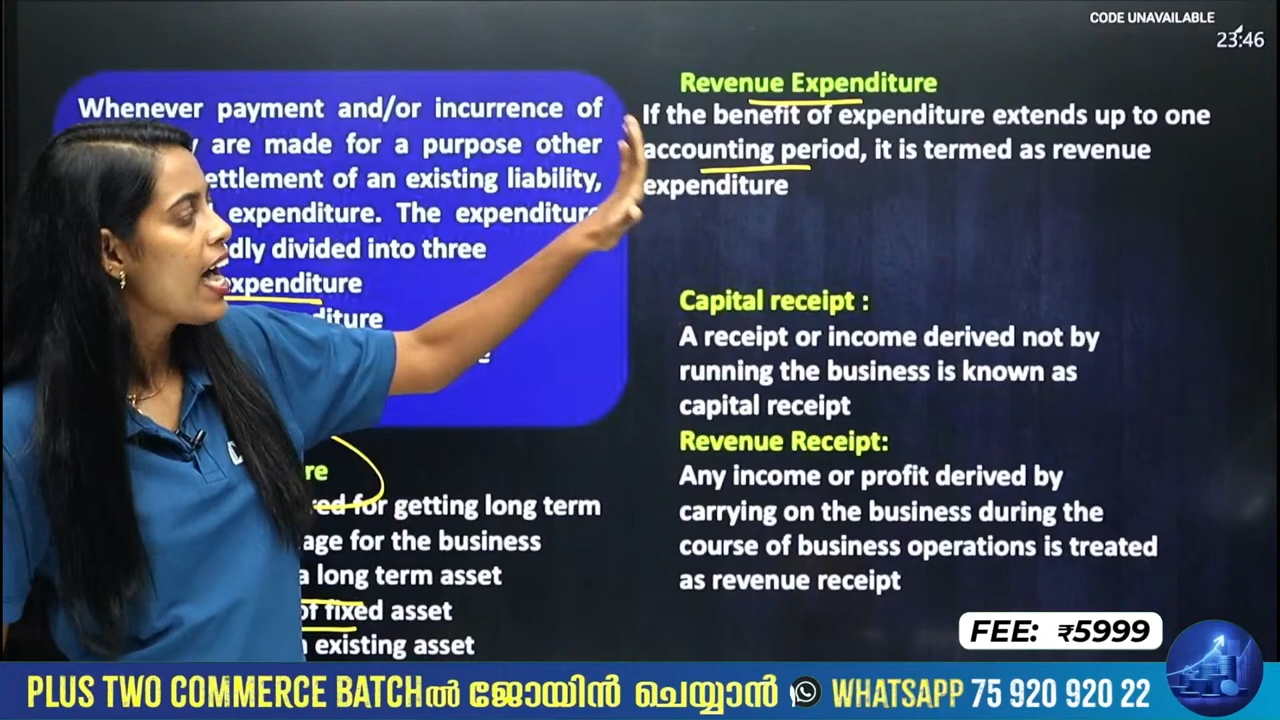 CODE UNAVAILABLE
23:46
Whenever payment and/or incurrence of
are made for a purpose other
ettlement of an existing liability,
expenditure. The expenditure
dly divided into three
expenditure
diture
Revenue Expenditure
If the benefit of expenditure extends up to one
accounting period, it is termed as revenue
expenditure
Capital receipt :
A receipt or income derived not by
running the business is known as
capital receipt
Revenue Receipt:
Any income or profit derived by
carrying on the business during the
course of business operations is treated
as revenue receipt
re
red for getting long term
age for the business
a long term asset
of fixed asset
existing asset
FEE: ₹5999
PLUS TWO COMMERCE BATCHൽ ജോയിൻ ചെയ്യാൻ WHATSAPP 75 920 920 22